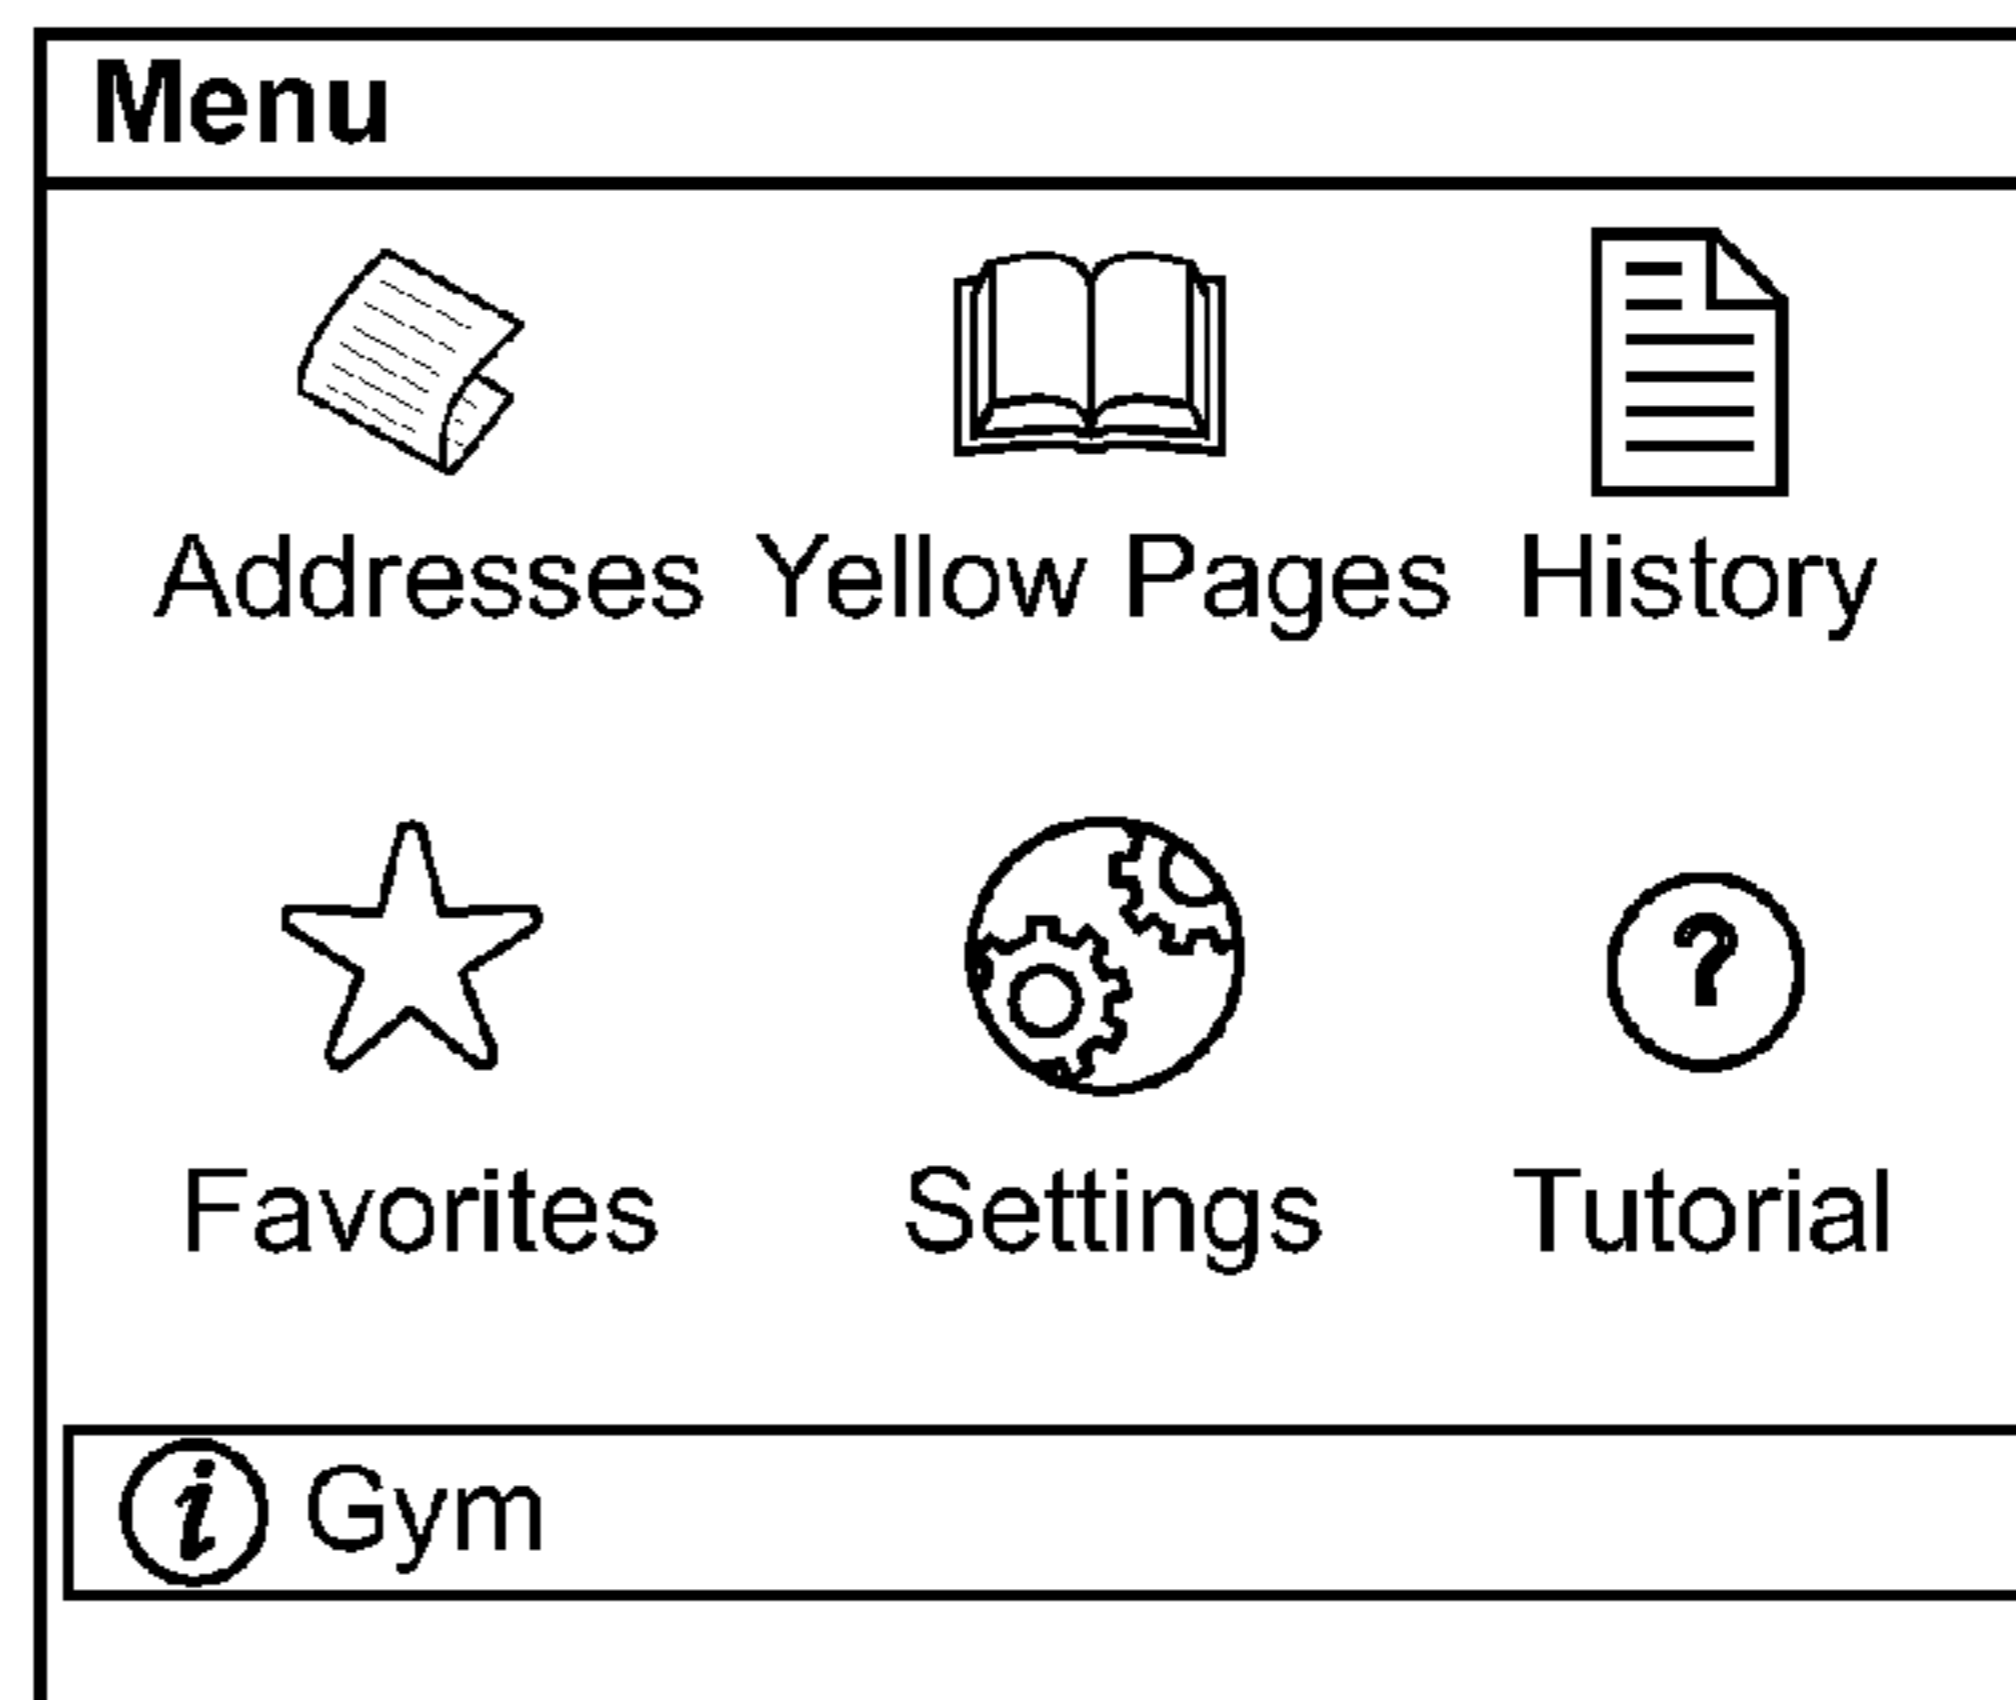 Menu
Addresses Yellow Pages History
?
Favorites Settings Tutorial
i Gym